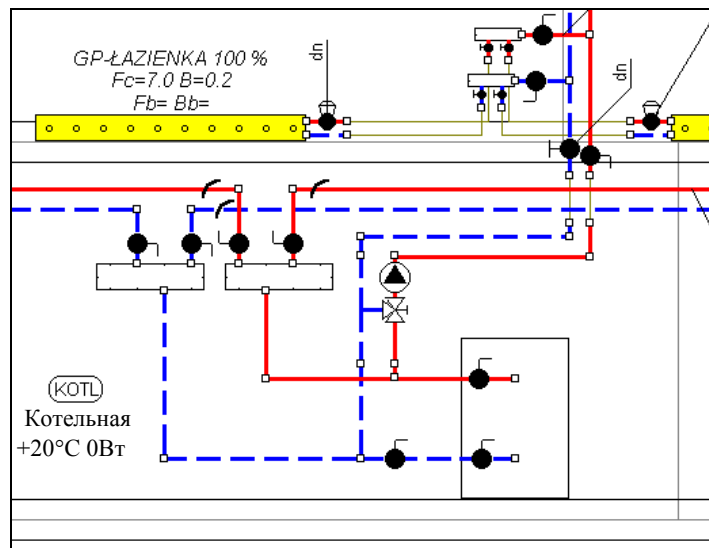 GP-ŁAZIENKA 100 %
Fc=7.0 B=0.2
Fb= Bb=
dn
dn
KOTL
Котельная
+20°C 0Вт